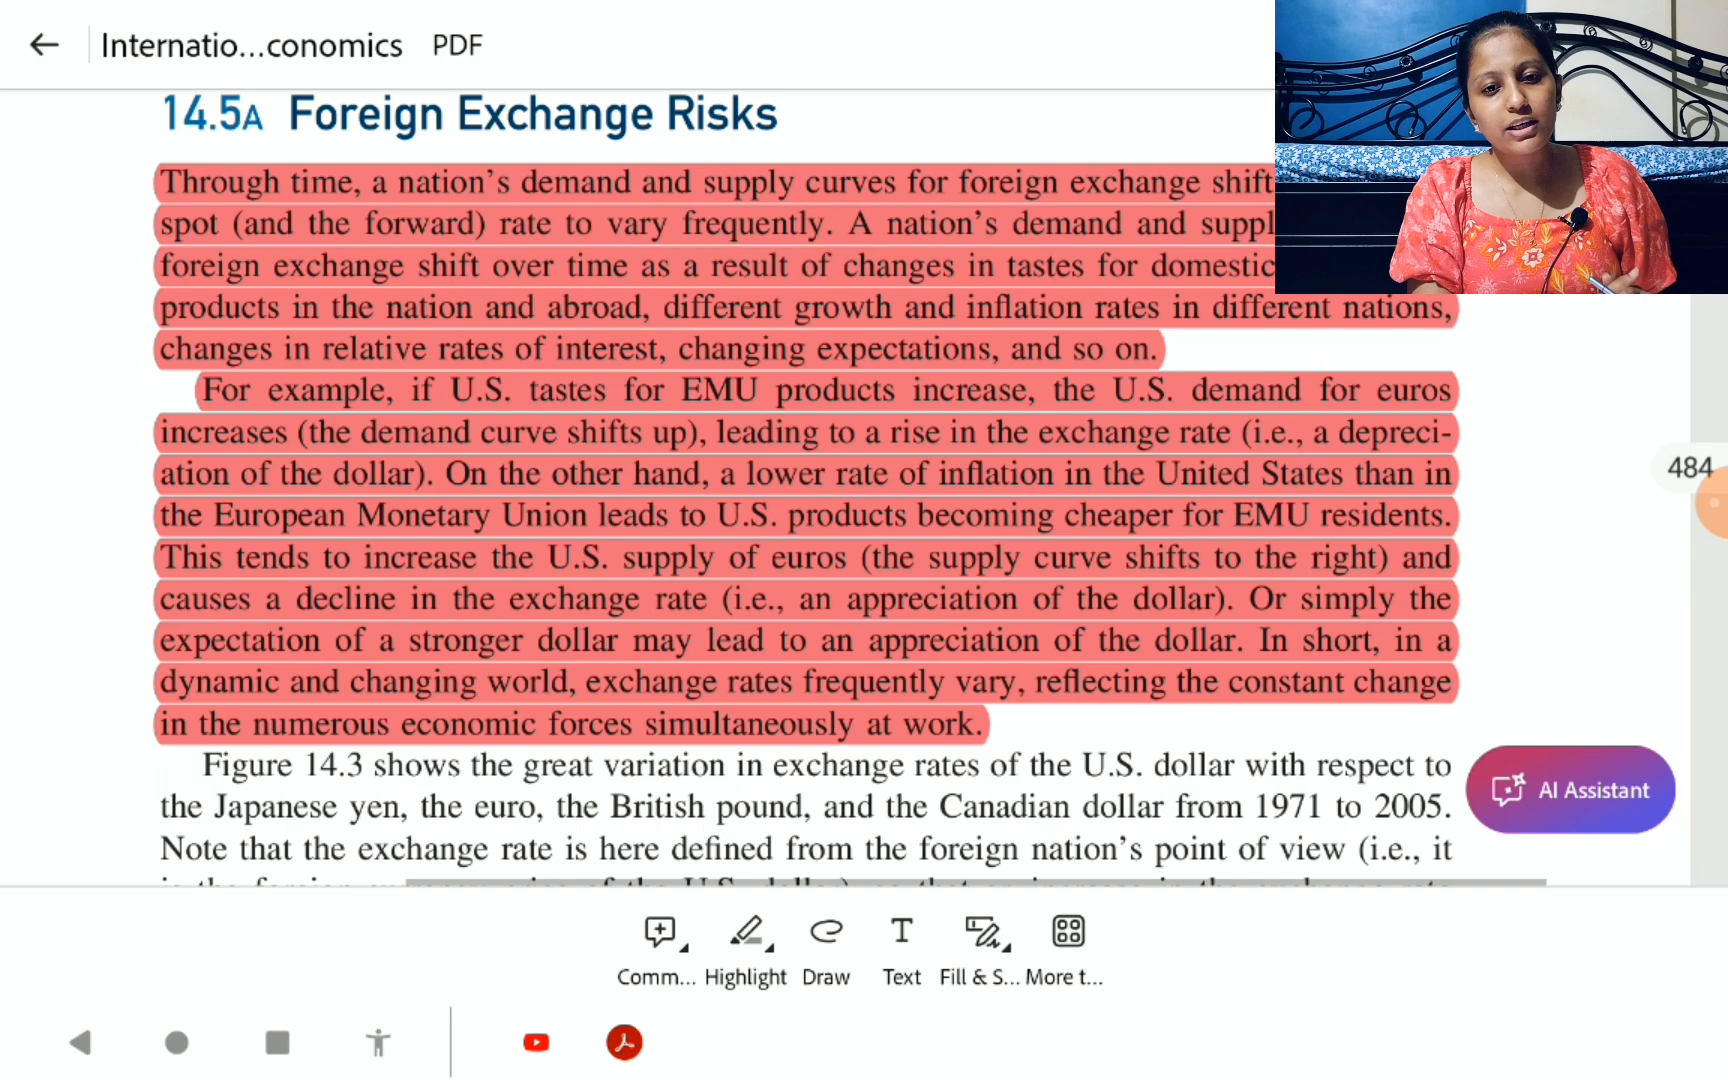 Internatio...conomics PDF
14.5A Foreign Exchange Risks
Through time, a nation's demand and supply curves for foreign exchange shift
spot (and the forward) rate to vary frequently. A nation's demand and
foreign exchange shift over time as a result of changes in tastes for domestic
products in the nation and abroad, different growth and inflation rates in different nations,
changes in relative rates of interest, changing expectations, and so on.
For example, if U.S. tastes for EMU products increase, the U.S. demand for euros
increases (the demand curve shifts up), leading to a rise in the exchange rate (i.e., a depreci-
ation of the dollar). On the other hand, a lower rate of inflation in the United States than in
the European Monetary Union leads to U.S. products becoming cheaper for EMU residents.
This tends to increase the U.S. supply of euros (the supply curve shifts to the right) and
causes a decline in the exchange rate (i.e., an appreciation of the dollar). Or simply the
expectation of a stronger dollar may lead to an appreciation of the dollar. In short, in a
dynamic and changing world, exchange rates frequently vary, reflecting the constant change
in the numerous economic forces simultaneously at work.
484
Figure 14.3 shows the great variation in exchange rates of the U.S. dollar with respect to
the Japanese yen, the euro, the British pound, and the Canadian dollar from 1971 to 2005.
Note that the exchange rate is here defined from the foreign nation's point of view (i.e., it
AI Assistant
Comm... Highlight Draw Text Fill & S... More t...